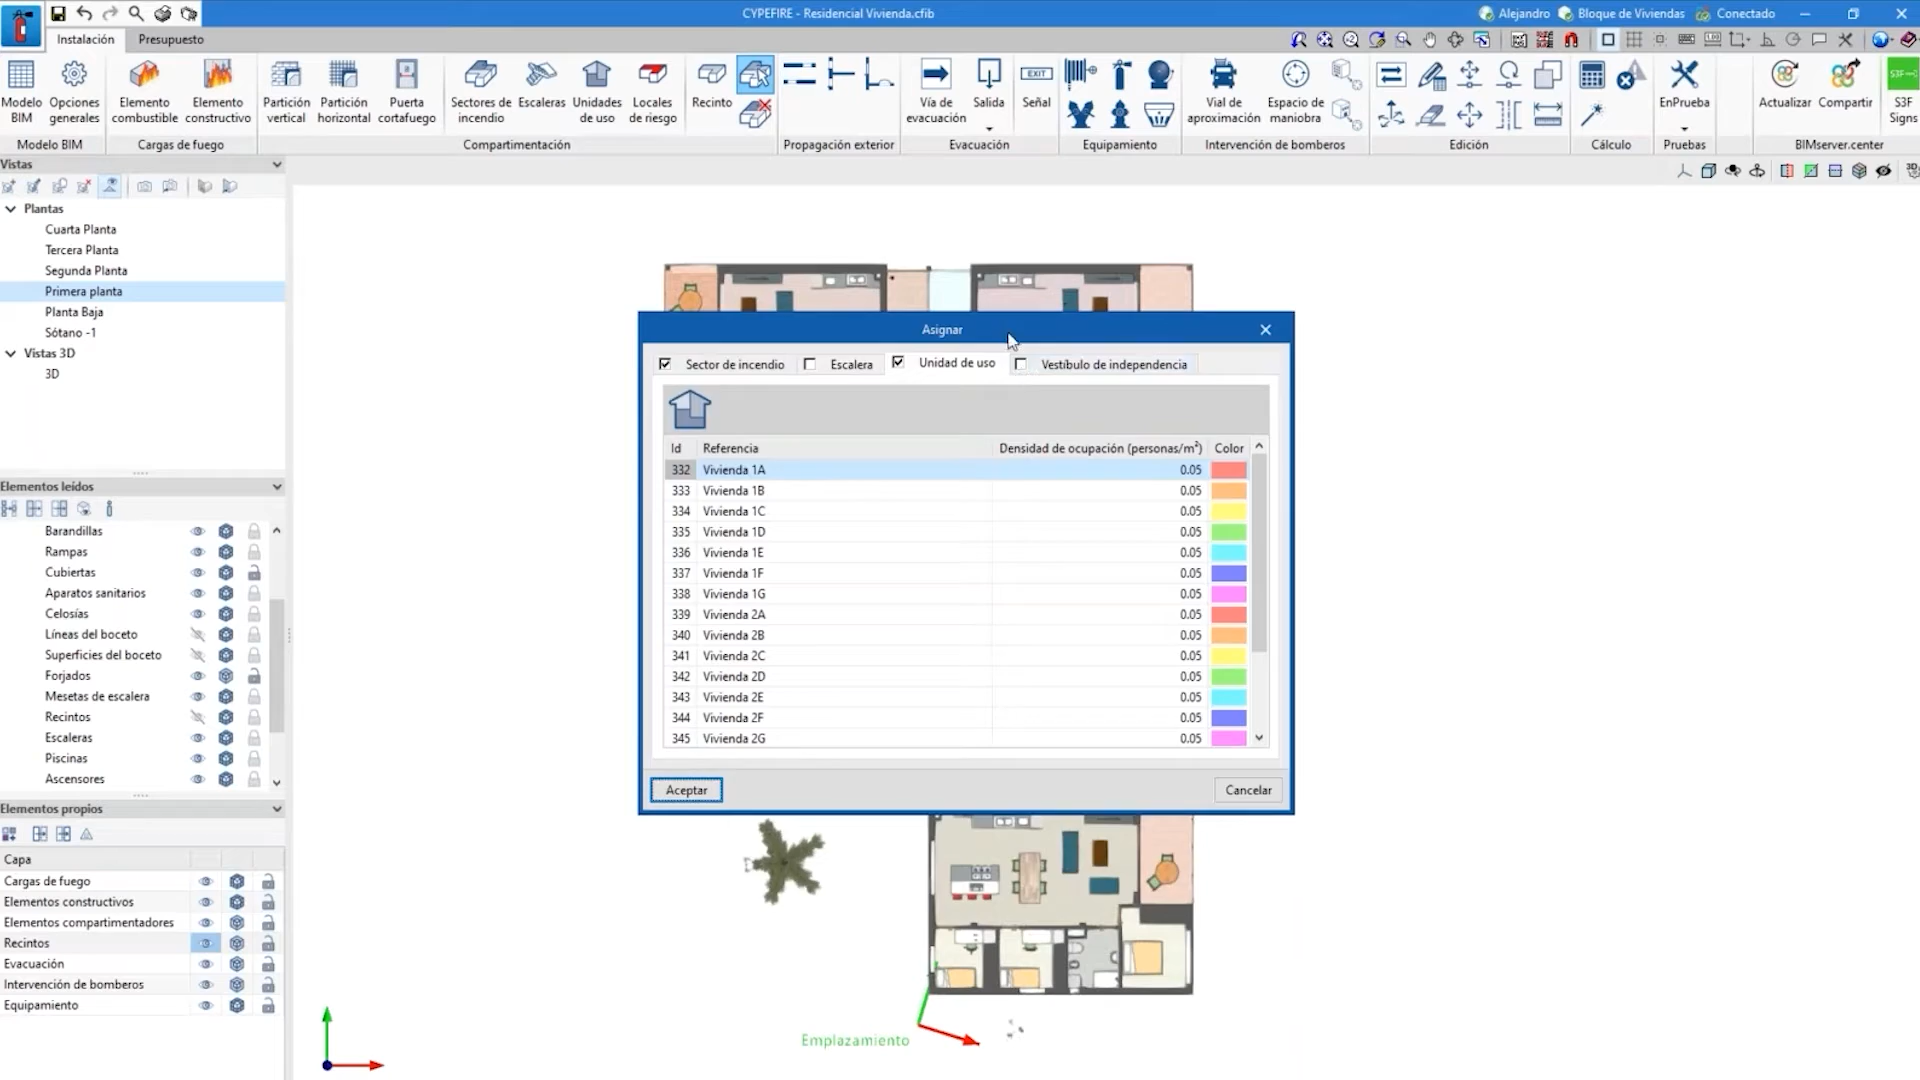 CYPEFIRE - Residencial Vivienda.cfib
Alejandro
Bloque de Viviendas
Conectado
Instalación
Presupuesto
Modelo BIM
Opciones generales
Modelo BIM
Elemento combustible
Elemento constructivo
Cargas de fuego
Partición vertical
Partición horizontal
Puerta cortafuego
Sectores de incendio
Escaleras
Unidades de uso
Locales de riesgo
Recinto
Compartimentación
Propagación exterior
Vía de evacuación
Salida
EXIT
Señal
Evacuación
Equipamiento
Vial de aproximación
Espacio de maniobra
Intervención de bomberos
Edición
Cálculo
EnPrueba
Pruebas
Actualizar
Compartir
BIMserver.center
S3F
S3F Signs
Vistas
Plantas
Cuarta Planta
Tercera Planta
Segunda Planta
Primera planta
Planta Baja
Sótano -1
Vistas 3D
3D
Elementos leídos
Barandillas
Rampas
Cubiertas
Aparatos sanitarios
Celosías
Líneas del boceto
Superficies del boceto
Forjados
Mesetas de escalera
Recintos
Escaleras
Piscinas
Ascensores
Elementos propios
Capa
Cargas de fuego
Elementos constructivos
Elementos compartimentadores
Recintos
Evacuación
Intervención de bomberos
Equipamiento
Asignar
Sector de incendio
Escalera
Unidad de uso
Vestíbulo de independencia
Id Referencia Densidad de ocupación (personas/m²) Color
332 Vivienda 1A 0.05
333 Vivienda 1B 0.05
334 Vivienda 1C 0.05
335 Vivienda 1D 0.05
336 Vivienda 1E 0.05
337 Vivienda 1F 0.05
338 Vivienda 1G 0.05
339 Vivienda 2A 0.05
340 Vivienda 2B 0.05
341 Vivienda 2C 0.05
342 Vivienda 2D 0.05
343 Vivienda 2E 0.05
344 Vivienda 2F 0.05
345 Vivienda 2G 0.05
Aceptar
Cancelar
Emplazamiento